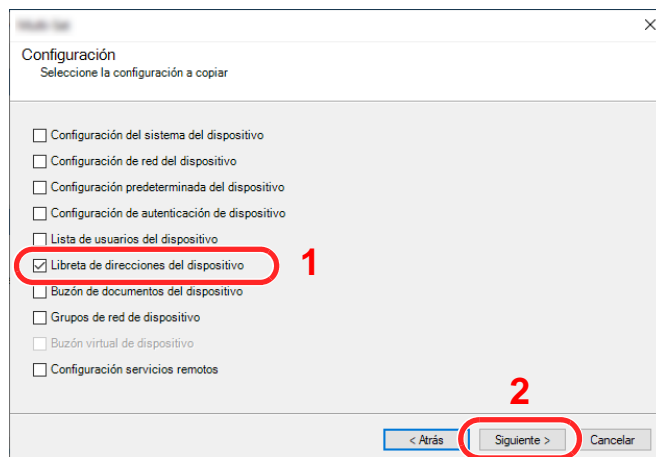 Configuración
Seleccione la configuración a copiar
Configuración del sistema del dispositivo
Configuración de red del dispositivo
Configuración predeterminada del dispositivo
Configuración de autenticación de dispositivo
Lista de usuarios del dispositivo
Libreta de direcciones del dispositivo 1
Buzón de documentos del dispositivo
Grupos de red de dispositivo
Buzón virtual de dispositivo
Configuración servicios remotos
2
< Atrás Siguiente > Cancelar